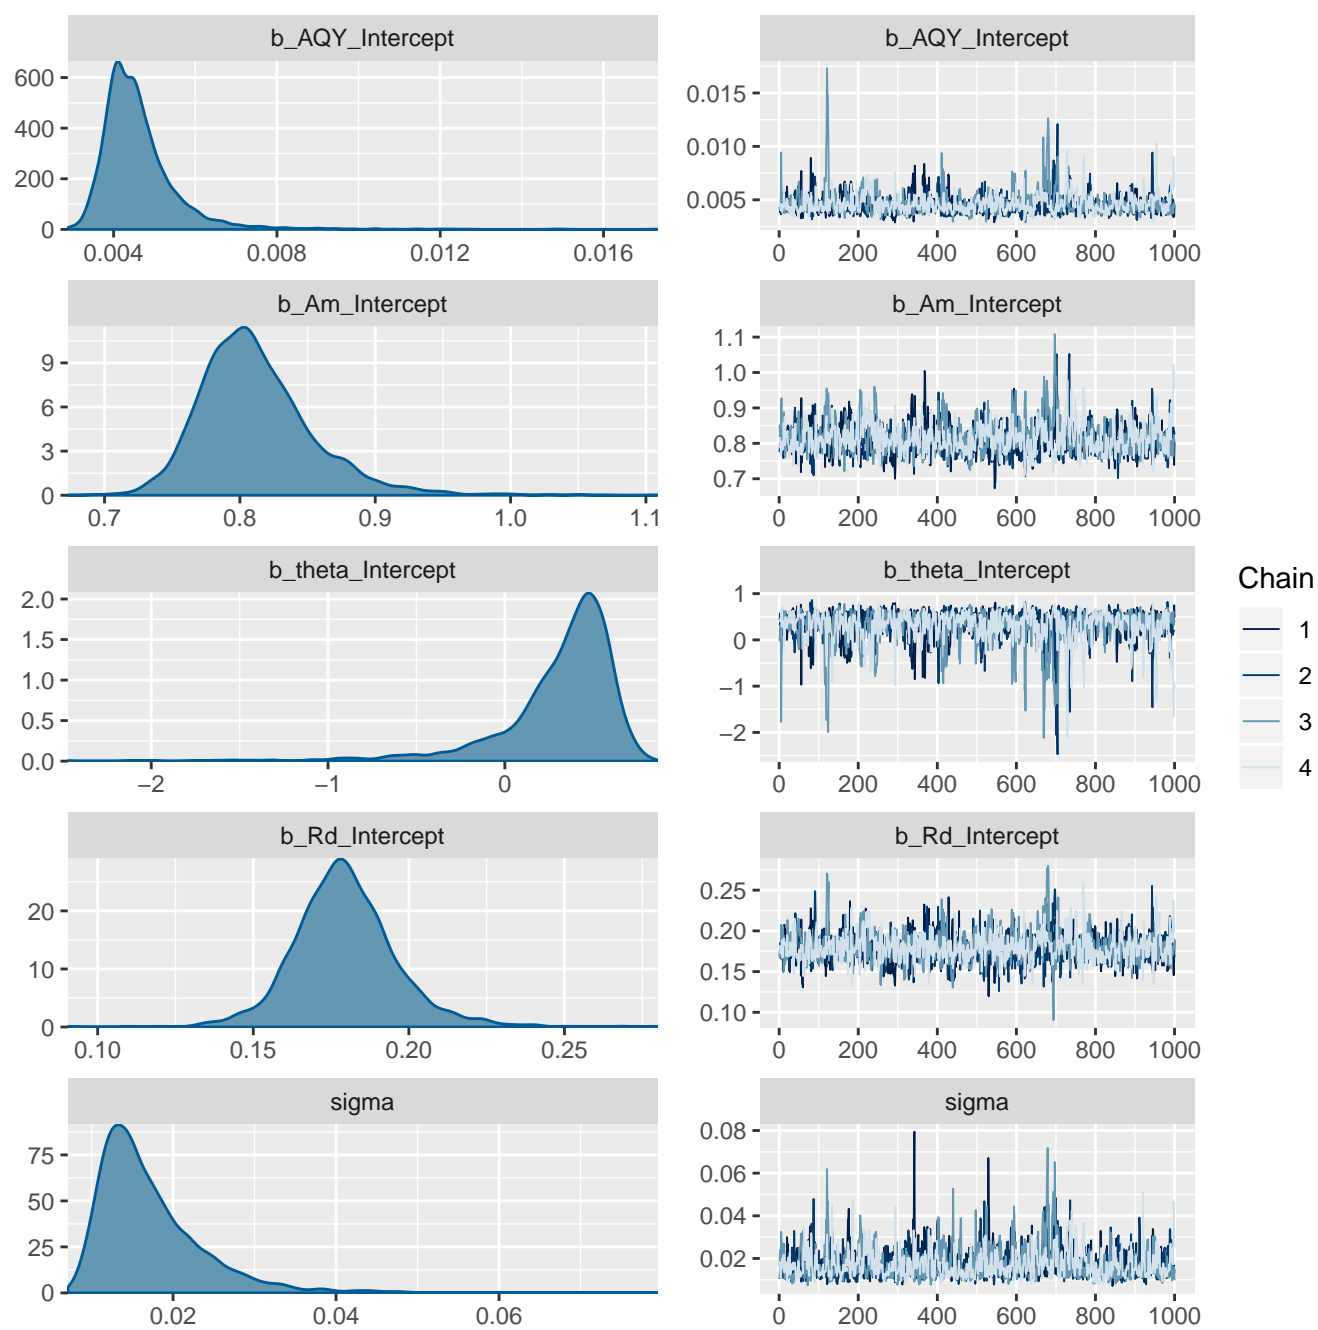 b_AQY_Intercept
600
400
200
0
0.004 0.008 0.012 0.016
b_AQY_Intercept
0.015
0.010
0.005
0 200 400 600 800 1000
b_Am_Intercept
9
6
3
0
0.7 0.8 0.9 1.0 1.1
b_Am_Intercept
1.1
1.0
0.9
0.8
0.7
0 200 400 600 800 1000
b_theta_Intercept
2.0
1.5
1.0
0.5
0.0
−2 −1 0
b_theta_Intercept
1
0
−1
−2
0 200 400 600 800 1000
b_Rd_Intercept
20
10
0
0.10 0.15 0.20 0.25
b_Rd_Intercept
0.25
0.20
0.15
0.10
0 200 400 600 800 1000
sigma
75
50
25
0
0.02 0.04 0.06
sigma
0.08
0.06
0.04
0.02
0 200 400 600 800 1000
Chain
1
2
3
4